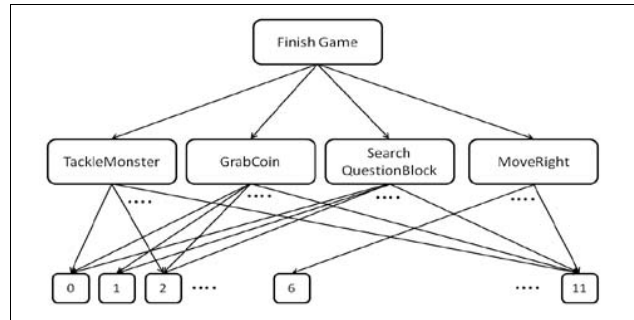 Finish Game
TackleMonster
GrabCoin
Search
QuestionBlock
MoveRight
....
....
....
....
0
1
2
....
6
....
11